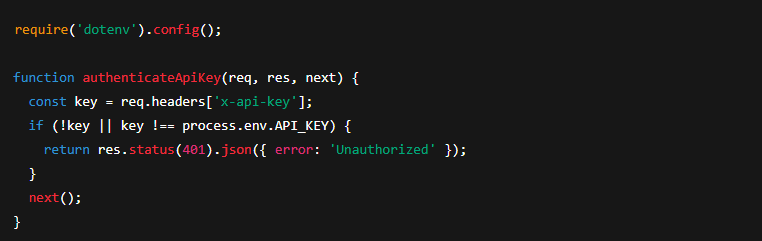 require('dotenv').config();
function authenticateApiKey(req, res, next) {
  const key = req.headers['x-api-key'];
  if (!key || key !== process.env.API_KEY) {
    return res.status(401).json({ error: 'Unauthorized' });
  }
  next();
}